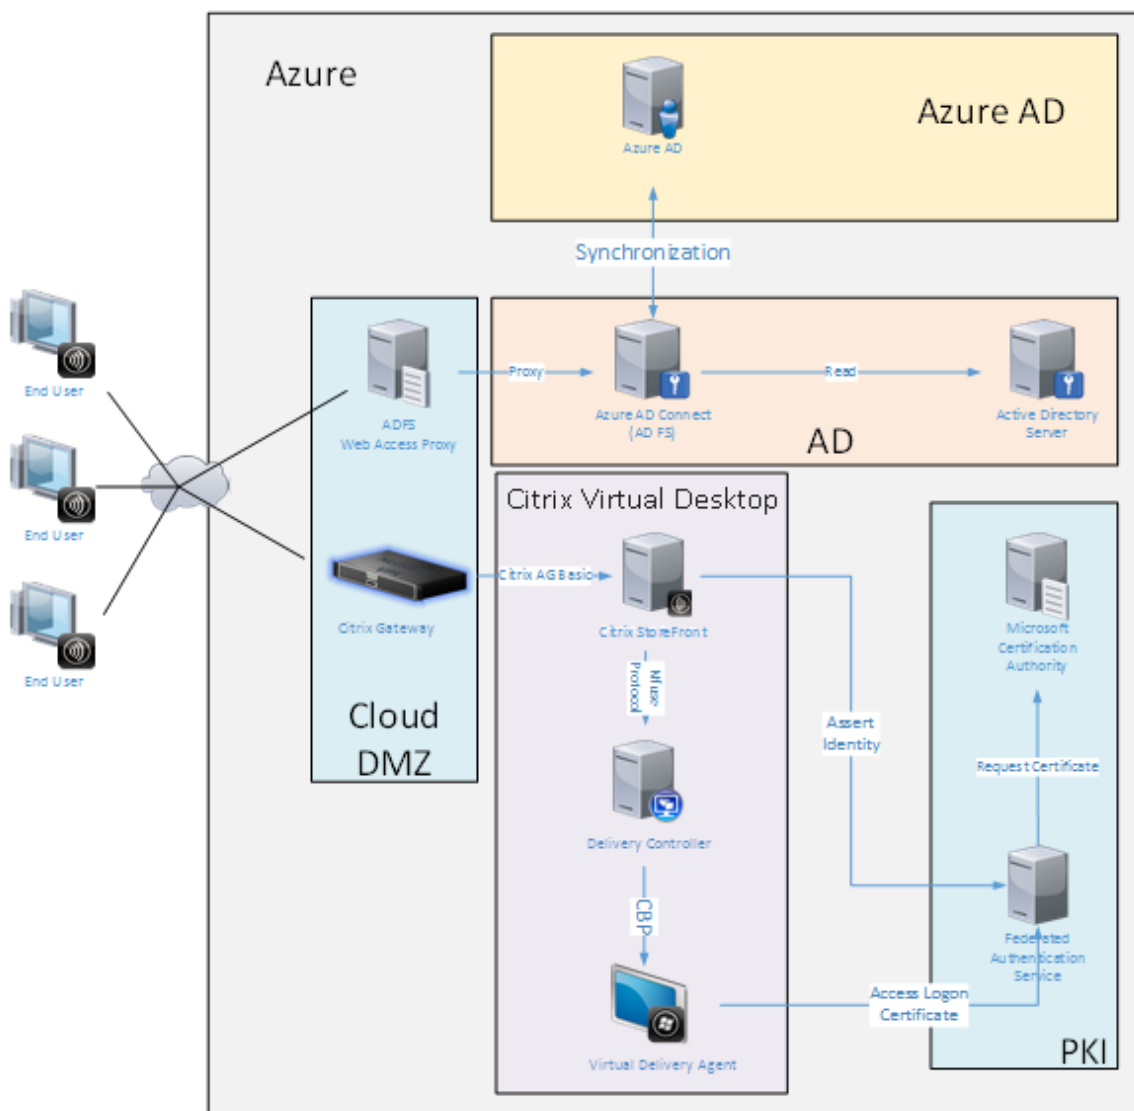 Azure
Azure AD
Azure AD
Synchronization
End User
End User
End User
ADFS
Web Access Proxy
Proxy
Azure AD Connect
(AD FS)
Read
Active Directory
Server
AD
Citrix Gateway
Cloud
DMZ
Citrix AG Basic
Citrix Virtual Desktop
Citrix StoreFront
Nfuse
Protocol
Delivery Controller
CBP
Virtual Delivery Agent
Assert
Identity
Access Logon
Certificate
Microsoft
Certification
Authority
Request Certificate
Federated
Authentication
Service
PKI